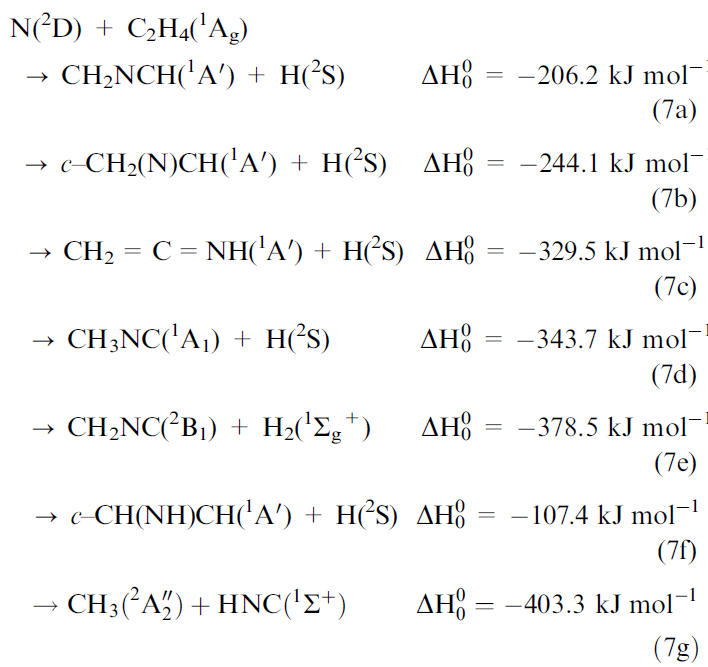 N(²D) + C₂H₄(¹A_g)
→ CH₂NCH(¹A′) + H(²S) ΔH⁰₀ = −206.2 kJ mol⁻¹
(7a)
→ c–CH₂(N)CH(¹A′) + H(²S) ΔH⁰₀ = −244.1 kJ mol⁻
(7b)
→ CH₂ = C = NH(¹A′) + H(²S) ΔH⁰₀ = −329.5 kJ mol⁻¹
(7c)
→ CH₃NC(¹A₁) + H(²S) ΔH⁰₀ = −343.7 kJ mol⁻¹
(7d)
→ CH₂NC(²B₁) + H₂(¹Σ_g⁺) ΔH⁰₀ = −378.5 kJ mol⁻¹
(7e)
→ c–CH(NH)CH(¹A′) + H(²S) ΔH⁰₀ = −107.4 kJ mol⁻¹
(7f)
→ CH₃(²A₂″) + HNC(¹Σ⁺) ΔH⁰₀ = −403.3 kJ mol⁻¹
(7g)